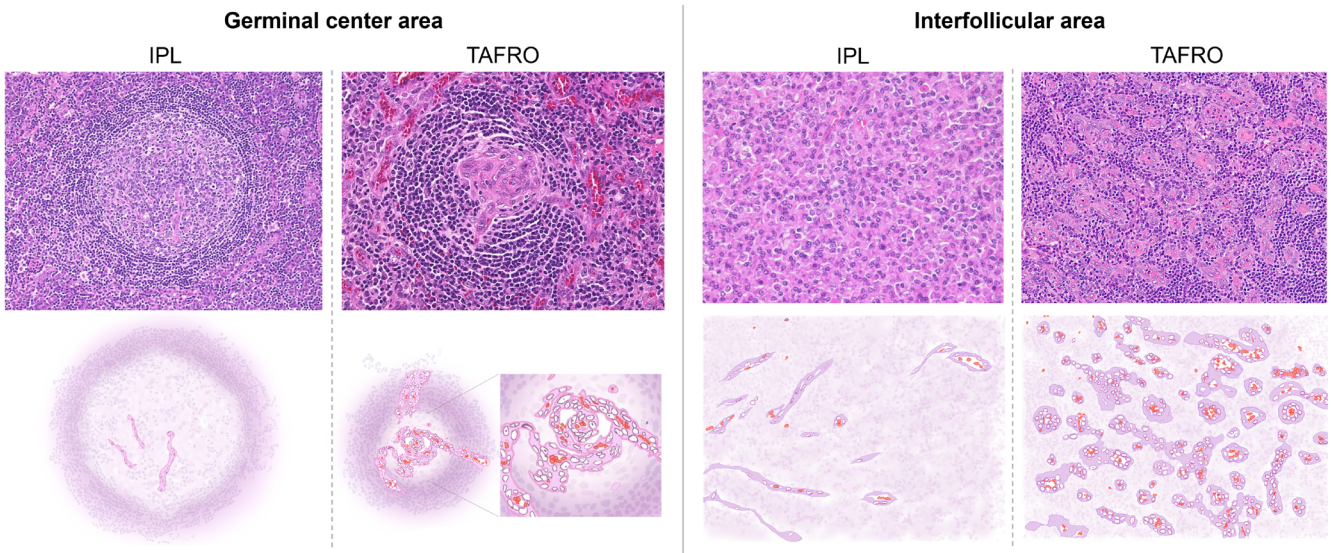 Germinal center area
Interfollicular area
IPL
TAFRO
IPL
TAFRO